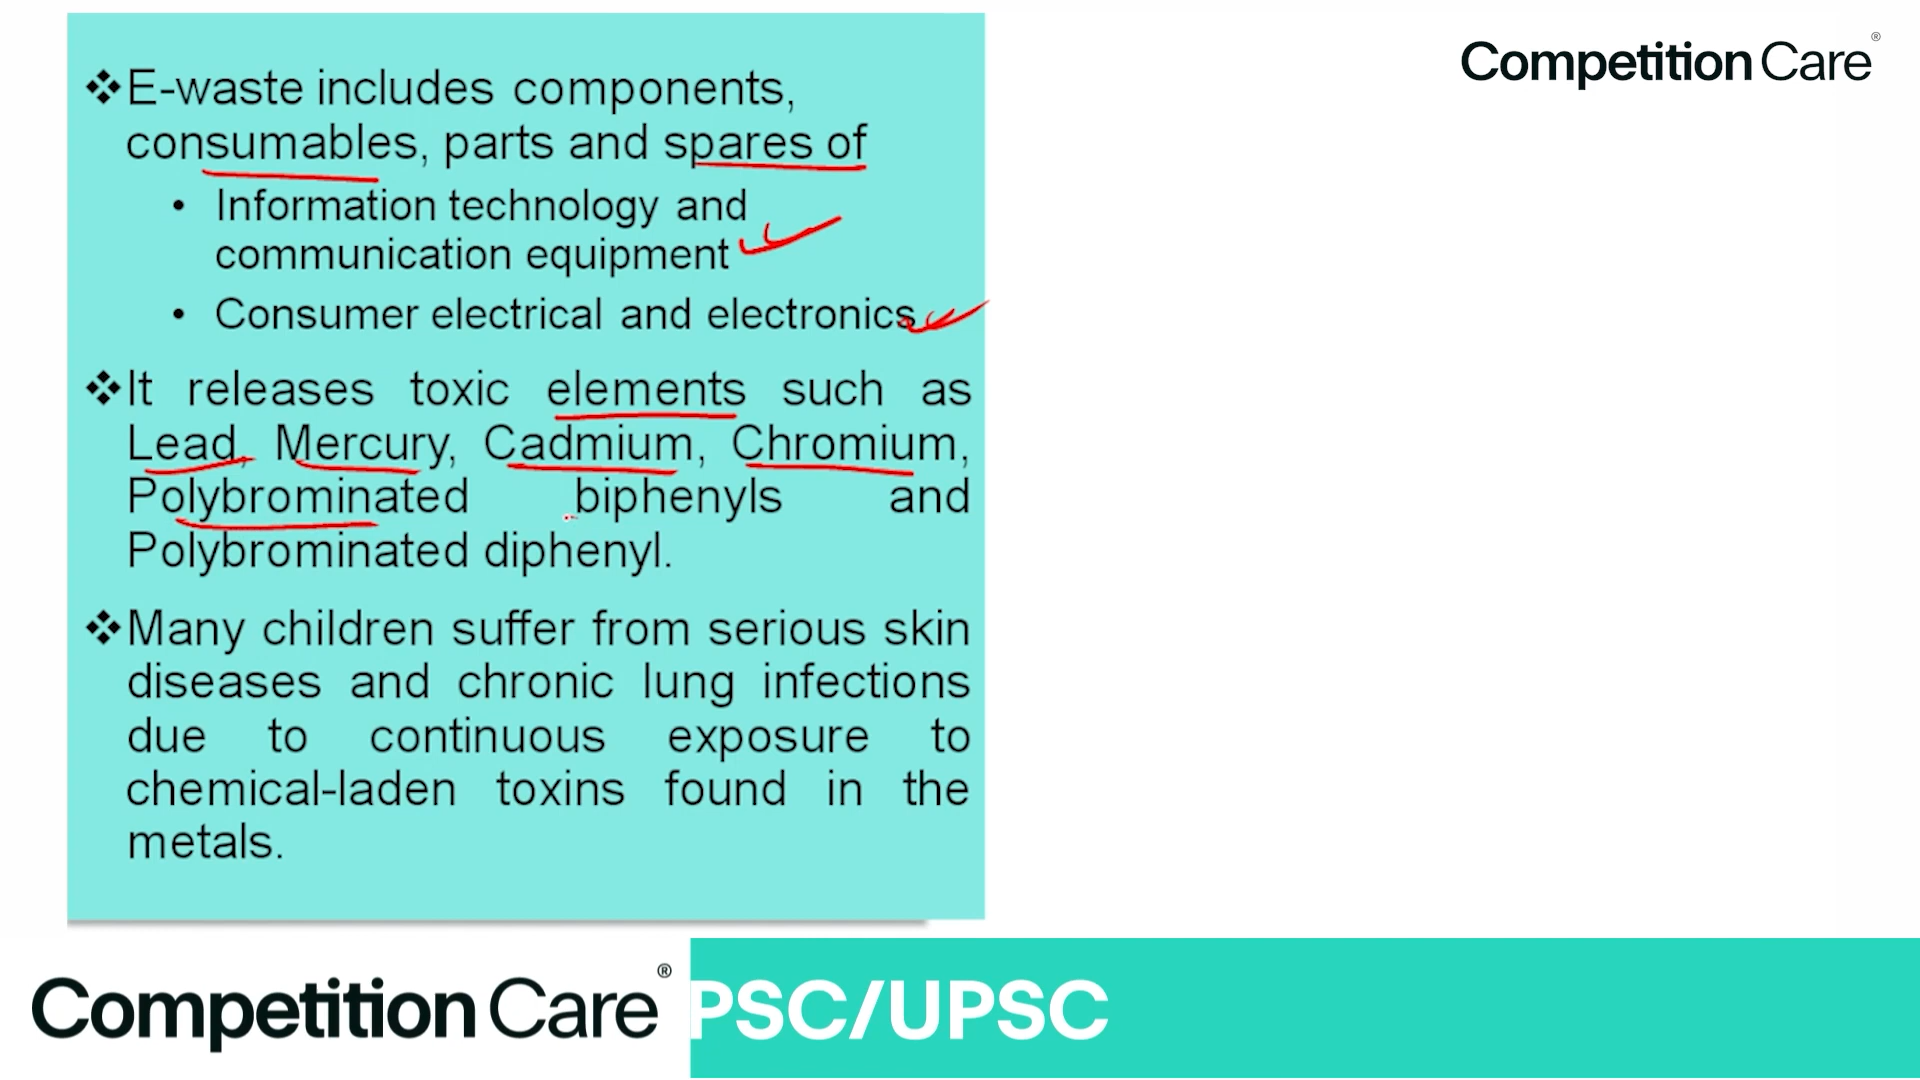 Competition Care®
❖E-waste includes components,
consumables, parts and spares of
• Information technology and
communication equipment
• Consumer electrical and electronics
❖It releases toxic elements such as
Lead, Mercury, Cadmium, Chromium,
Polybrominated biphenyls and
Polybrominated diphenyl.
❖Many children suffer from serious skin
diseases and chronic lung infections
due to continuous exposure to
chemical-laden toxins found in the
metals.
Competition Care®
PSC/UPSC